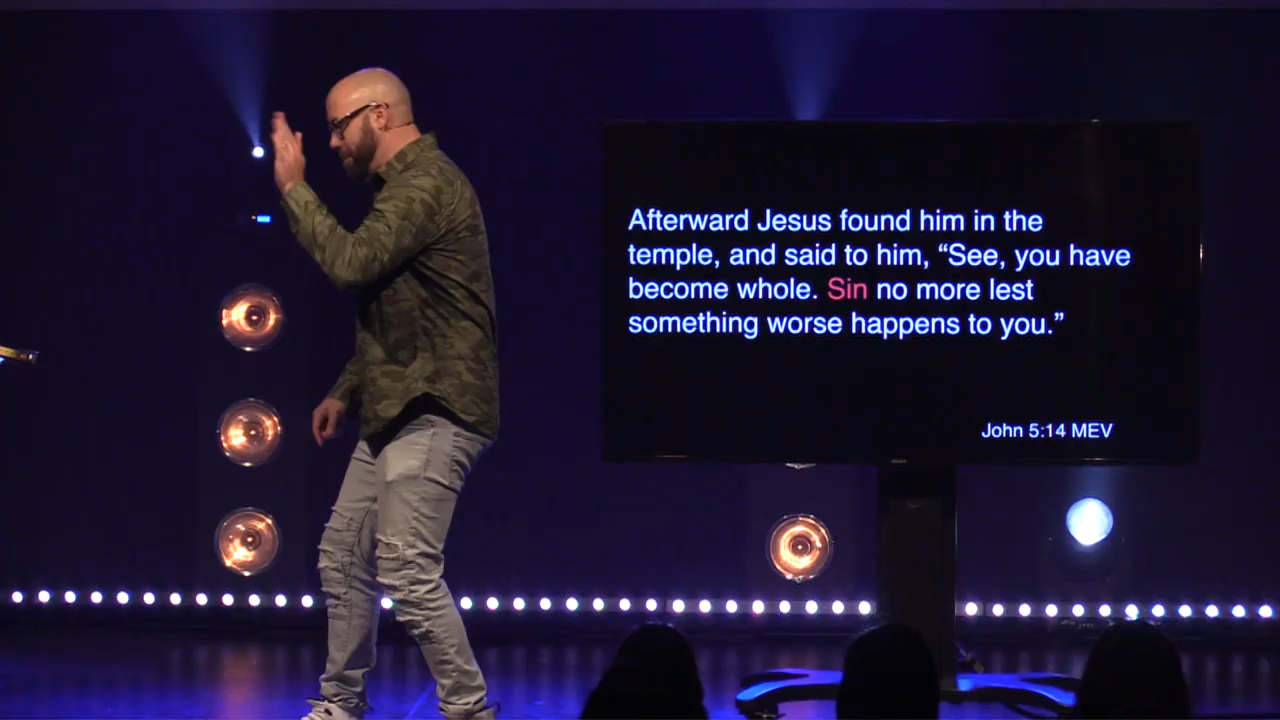 Afterward Jesus found him in the
temple, and said to him, “See, you have
become whole. Sin no more lest
something worse happens to you.”
John 5:14 MEV